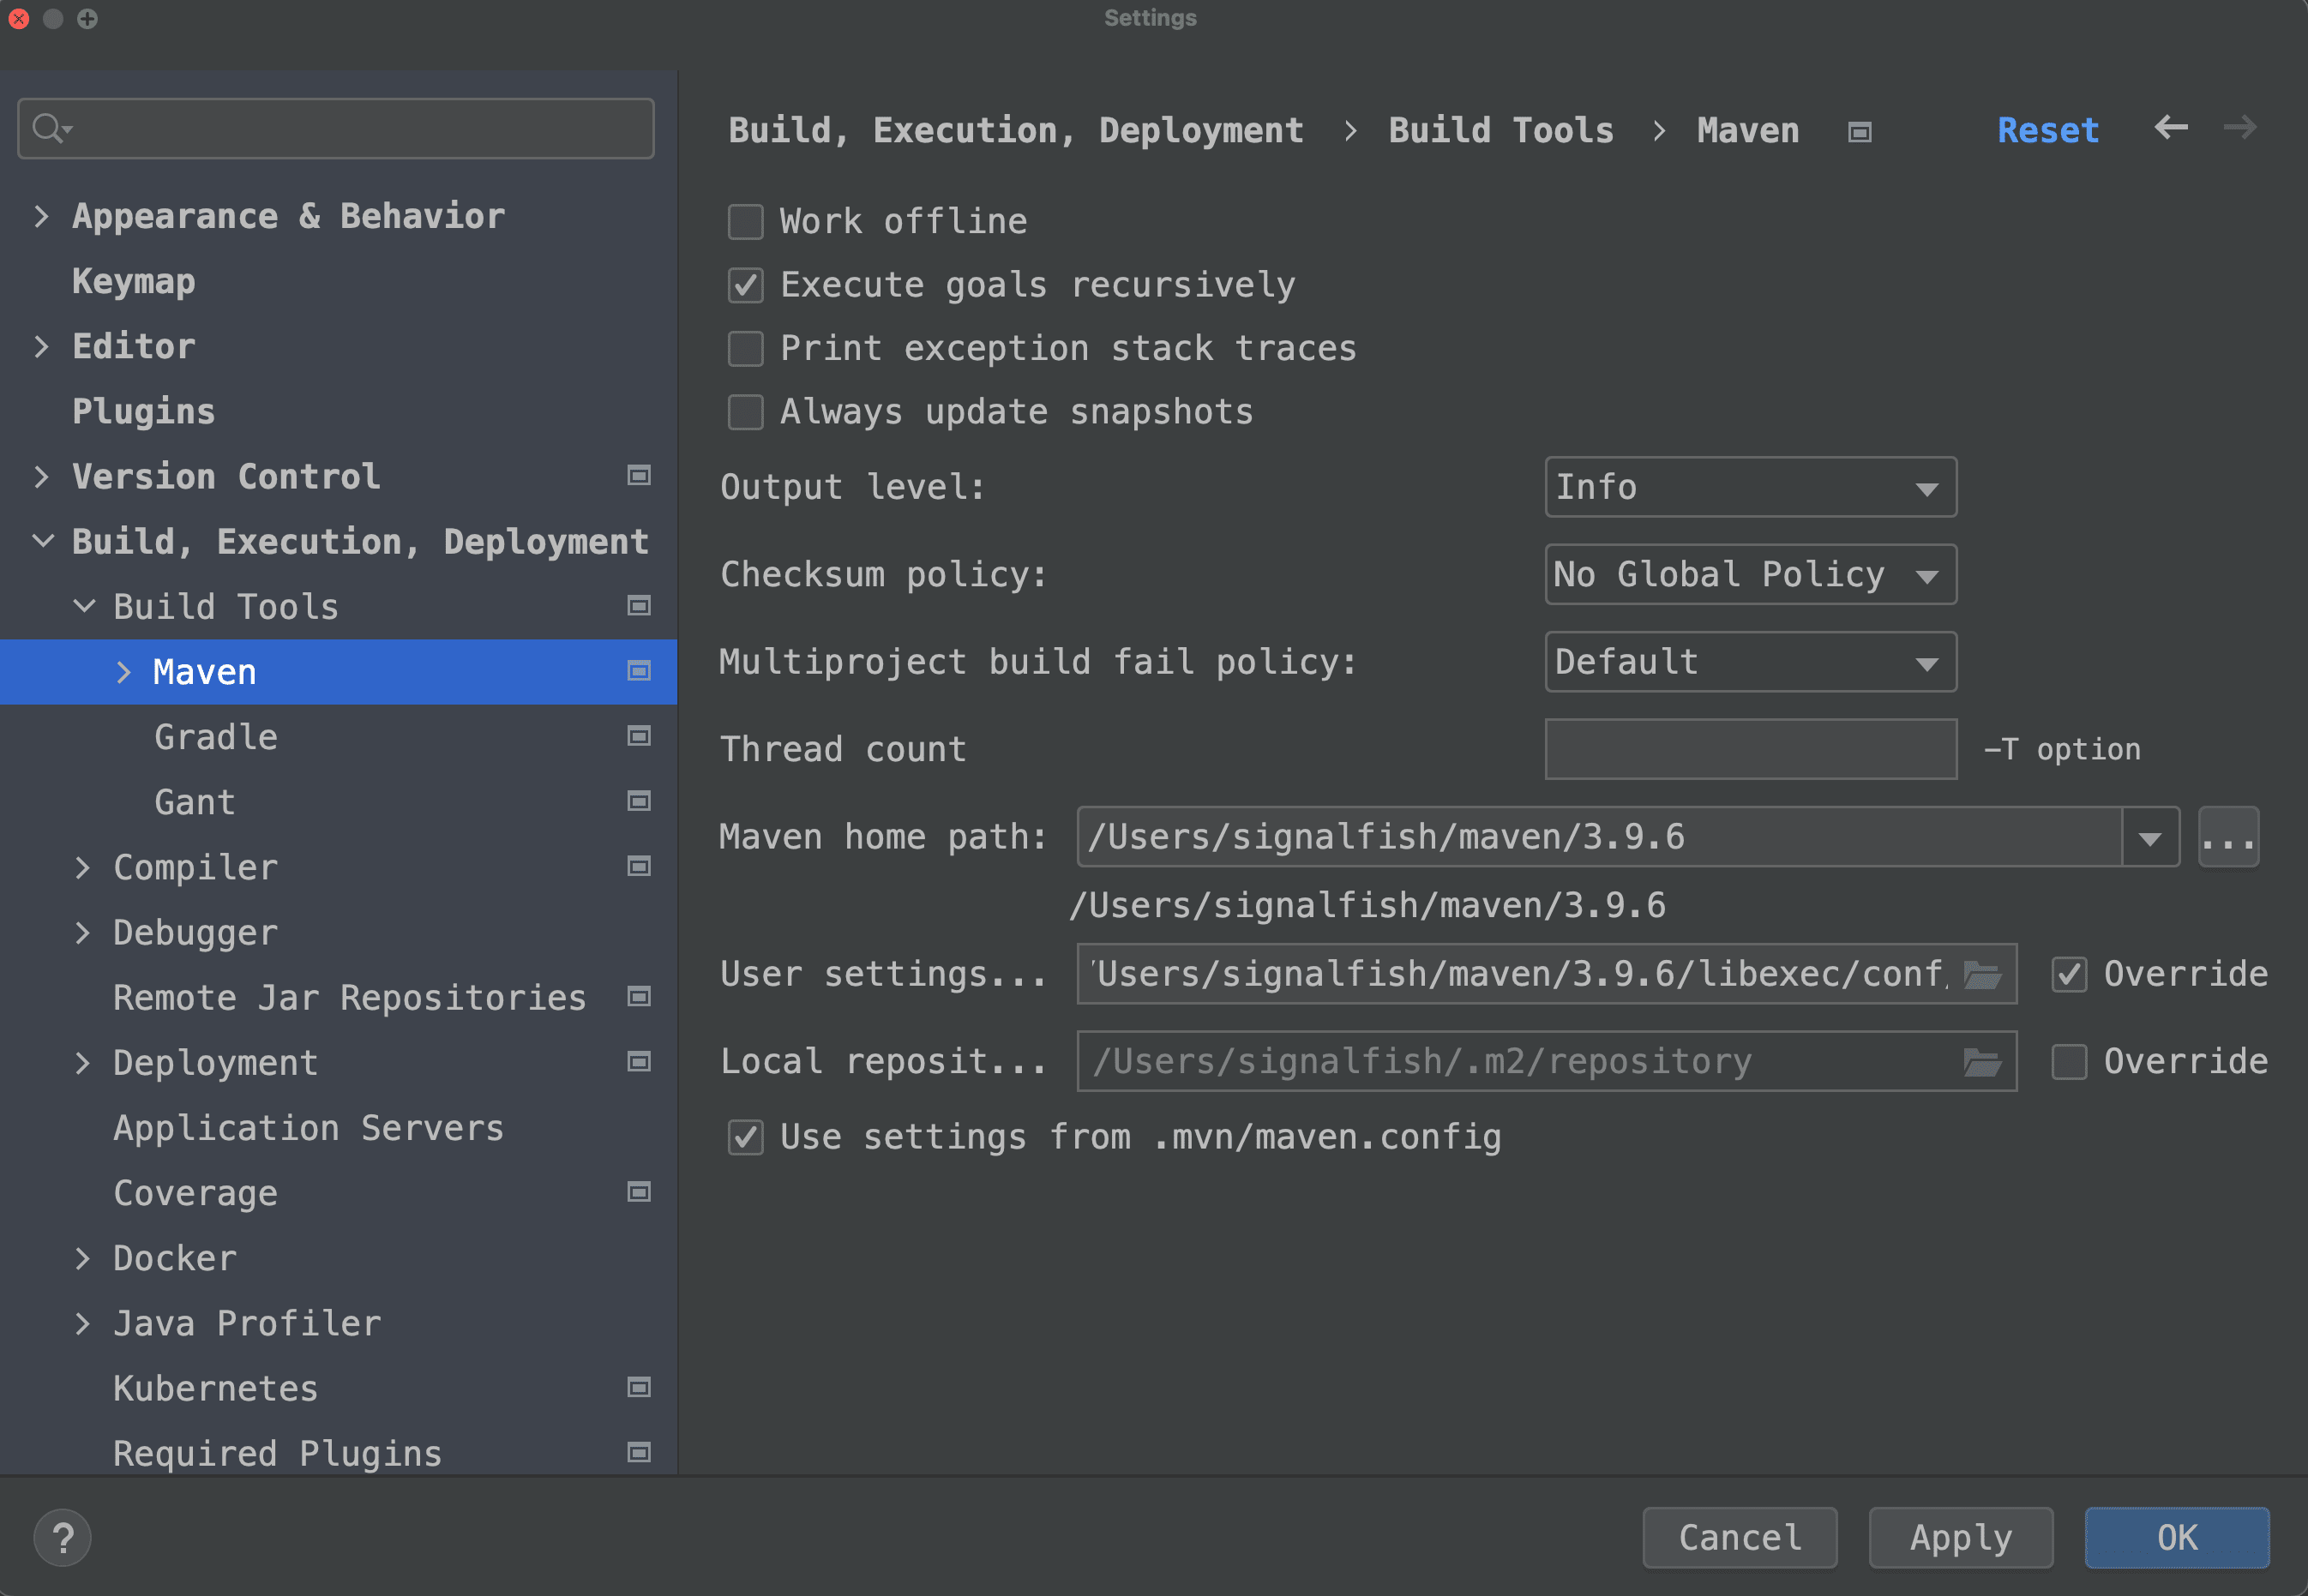 Settings
Appearance & Behavior
Keymap
Editor
Plugins
Version Control
Build, Execution, Deployment
Build Tools
Maven
Gradle
Gant
Compiler
Debugger
Remote Jar Repositories
Deployment
Application Servers
Coverage
Docker
Java Profiler
Kubernetes
Required Plugins
Build, Execution, Deployment › Build Tools › Maven Reset
Work offline
Execute goals recursively
Print exception stack traces
Always update snapshots
Output level: Info
Checksum policy: No Global Policy
Multiproject build fail policy: Default
Thread count -T option
Maven home path: /Users/signalfish/maven/3.9.6 ...
/Users/signalfish/maven/3.9.6
User settings... /Users/signalfish/maven/3.9.6/libexec/conf/ Override
Local reposit... /Users/signalfish/.m2/repository Override
Use settings from .mvn/maven.config
? Cancel Apply OK